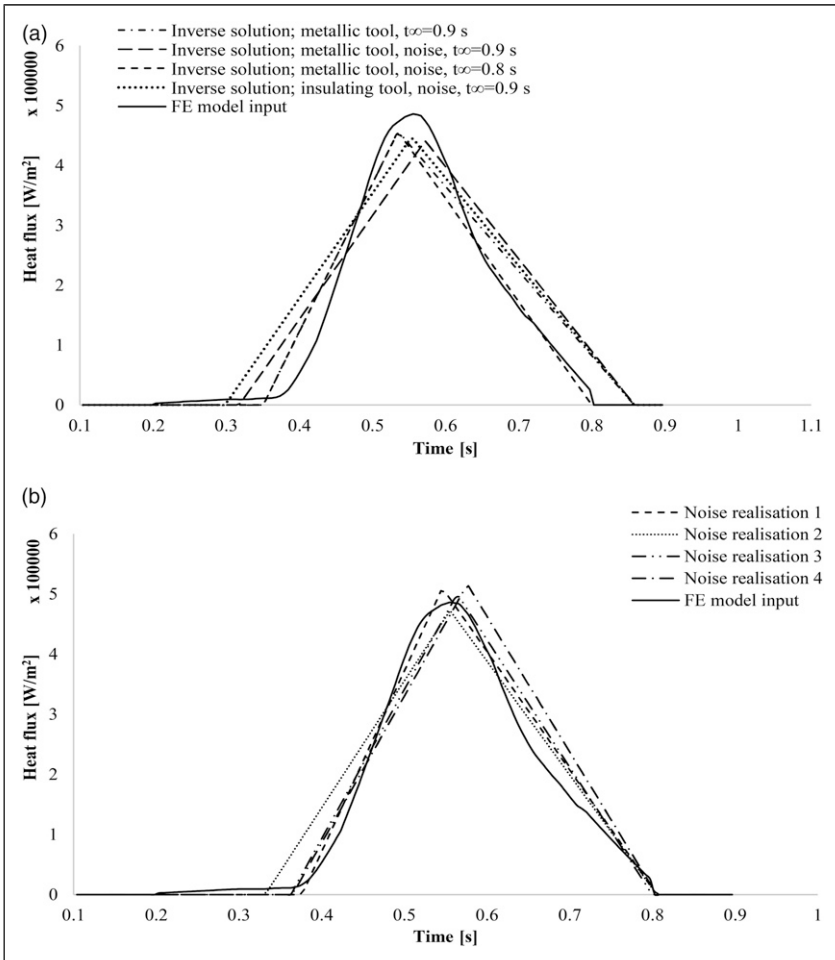 (a)
Inverse solution; metallic tool, t∞=0.9 s
Inverse solution; metallic tool, noise, t∞=0.9 s
Inverse solution; metallic tool, noise, t∞=0.8 s
Inverse solution; insulating tool, noise, t∞=0.9 s
FE model input
x 100000
Heat flux [W/m²]
6
5
4
3
2
1
0
0.1 0.2 0.3 0.4 0.5 0.6 0.7 0.8 0.9 1 1.1
Time [s]
(b)
Noise realisation 1
Noise realisation 2
Noise realisation 3
Noise realisation 4
FE model input
x 100000
Heat flux [W/m²]
6
5
4
3
2
1
0
0.1 0.2 0.3 0.4 0.5 0.6 0.7 0.8 0.9 1
Time [s]